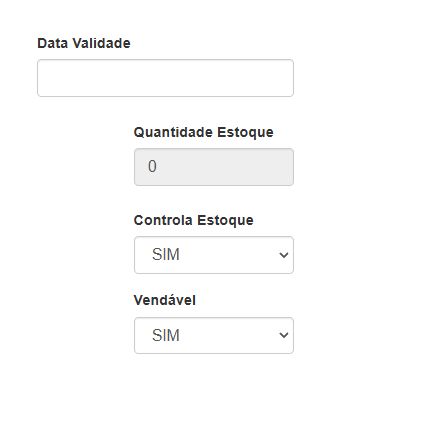 Data Validade
Quantidade Estoque
0
Controla Estoque
SIM
Vendável
SIM